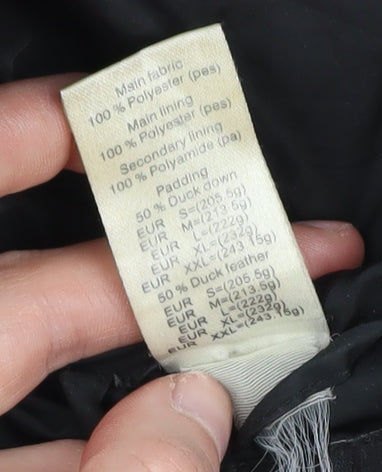 Main fabric
100 % Polyester (pes)
Main lining
100 % Polyester (pes)
Secondary lining
100 % Polyamide (pa)
Padding
50 % Duck down
EUR S=(205.5g)
EUR M=(213.5g)
EUR L=(222g)
EUR XL=(232g)
EUR XXL=(243.15g)
50 % Duck feather
EUR S=(205.5g)
EUR M=(213.5g)
EUR L=(222g)
EUR XL=(232g)
EUR XXL=(243.15g)